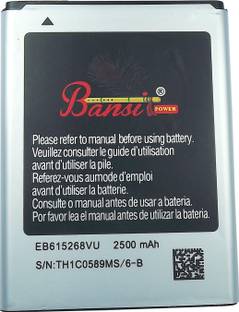 Bansi®
POWER
Please refer to manual before using battery.
Veuillez consulter le guide d'utilisation
avant d'utiliser la pile.
Referez-vous aumode d'emploi
avant d'utiliser la batterie.
Consulte o manual antes de usar a bateria.
Por favor lea el manual antes de utilizar la bateria.
EB615268VU 2500 mAh
S/N:TH1C0589MS/6-B